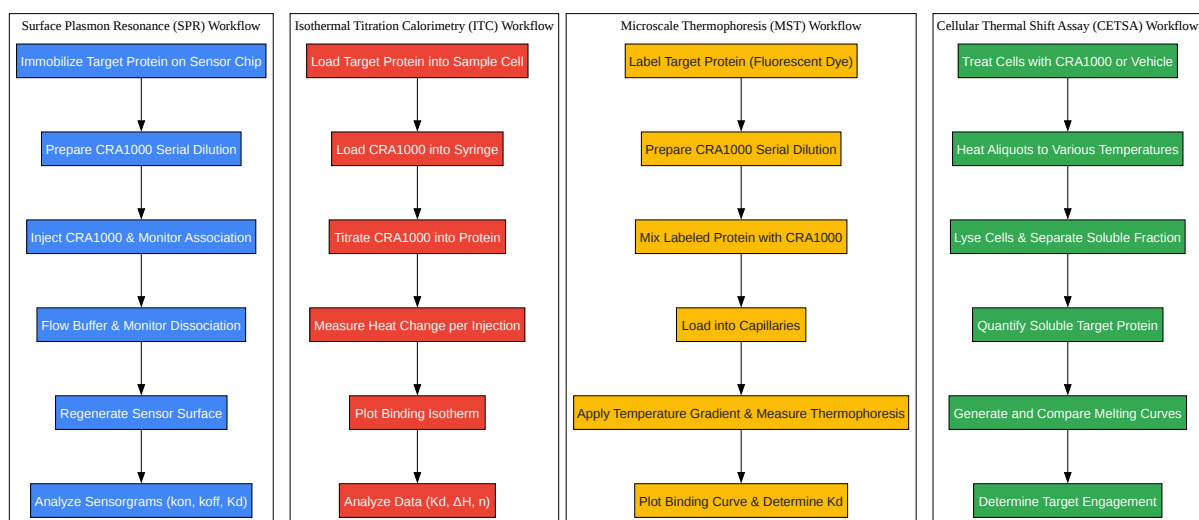 Surface Plasmon Resonance (SPR) Workflow
Immobilize Target Protein on Sensor Chip
Prepare CRA1000 Serial Dilution
Inject CRA1000 & Monitor Association
Flow Buffer & Monitor Dissociation
Regenerate Sensor Surface
Analyze Sensorgrams (kon, koff, Kd)
Isothermal Titration Calorimetry (ITC) Workflow
Load Target Protein into Sample Cell
Load CRA1000 into Syringe
Titrate CRA1000 into Protein
Measure Heat Change per Injection
Plot Binding Isotherm
Analyze Data (Kd, ΔH, n)
Microscale Thermophoresis (MST) Workflow
Label Target Protein (Fluorescent Dye)
Prepare CRA1000 Serial Dilution
Mix Labeled Protein with CRA1000
Load into Capillaries
Apply Temperature Gradient & Measure Thermophoresis
Plot Binding Curve & Determine Kd
Cellular Thermal Shift Assay (CETSA) Workflow
Treat Cells with CRA1000 or Vehicle
Heat Aliquots to Various Temperatures
Lyse Cells & Separate Soluble Fraction
Quantify Soluble Target Protein
Generate and Compare Melting Curves
Determine Target Engagement